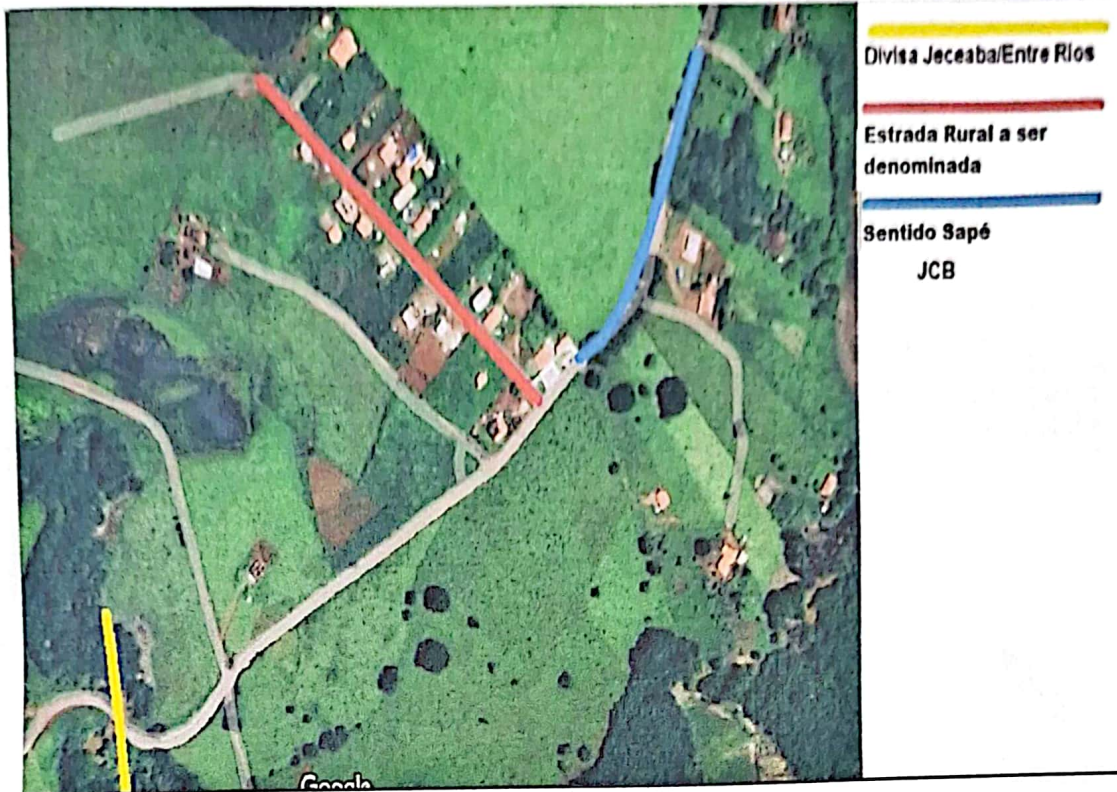 Divisa Jeceaba/Entre Rios
Estrada Rural a ser
denominada
Sentido Sapé
JCB
Google